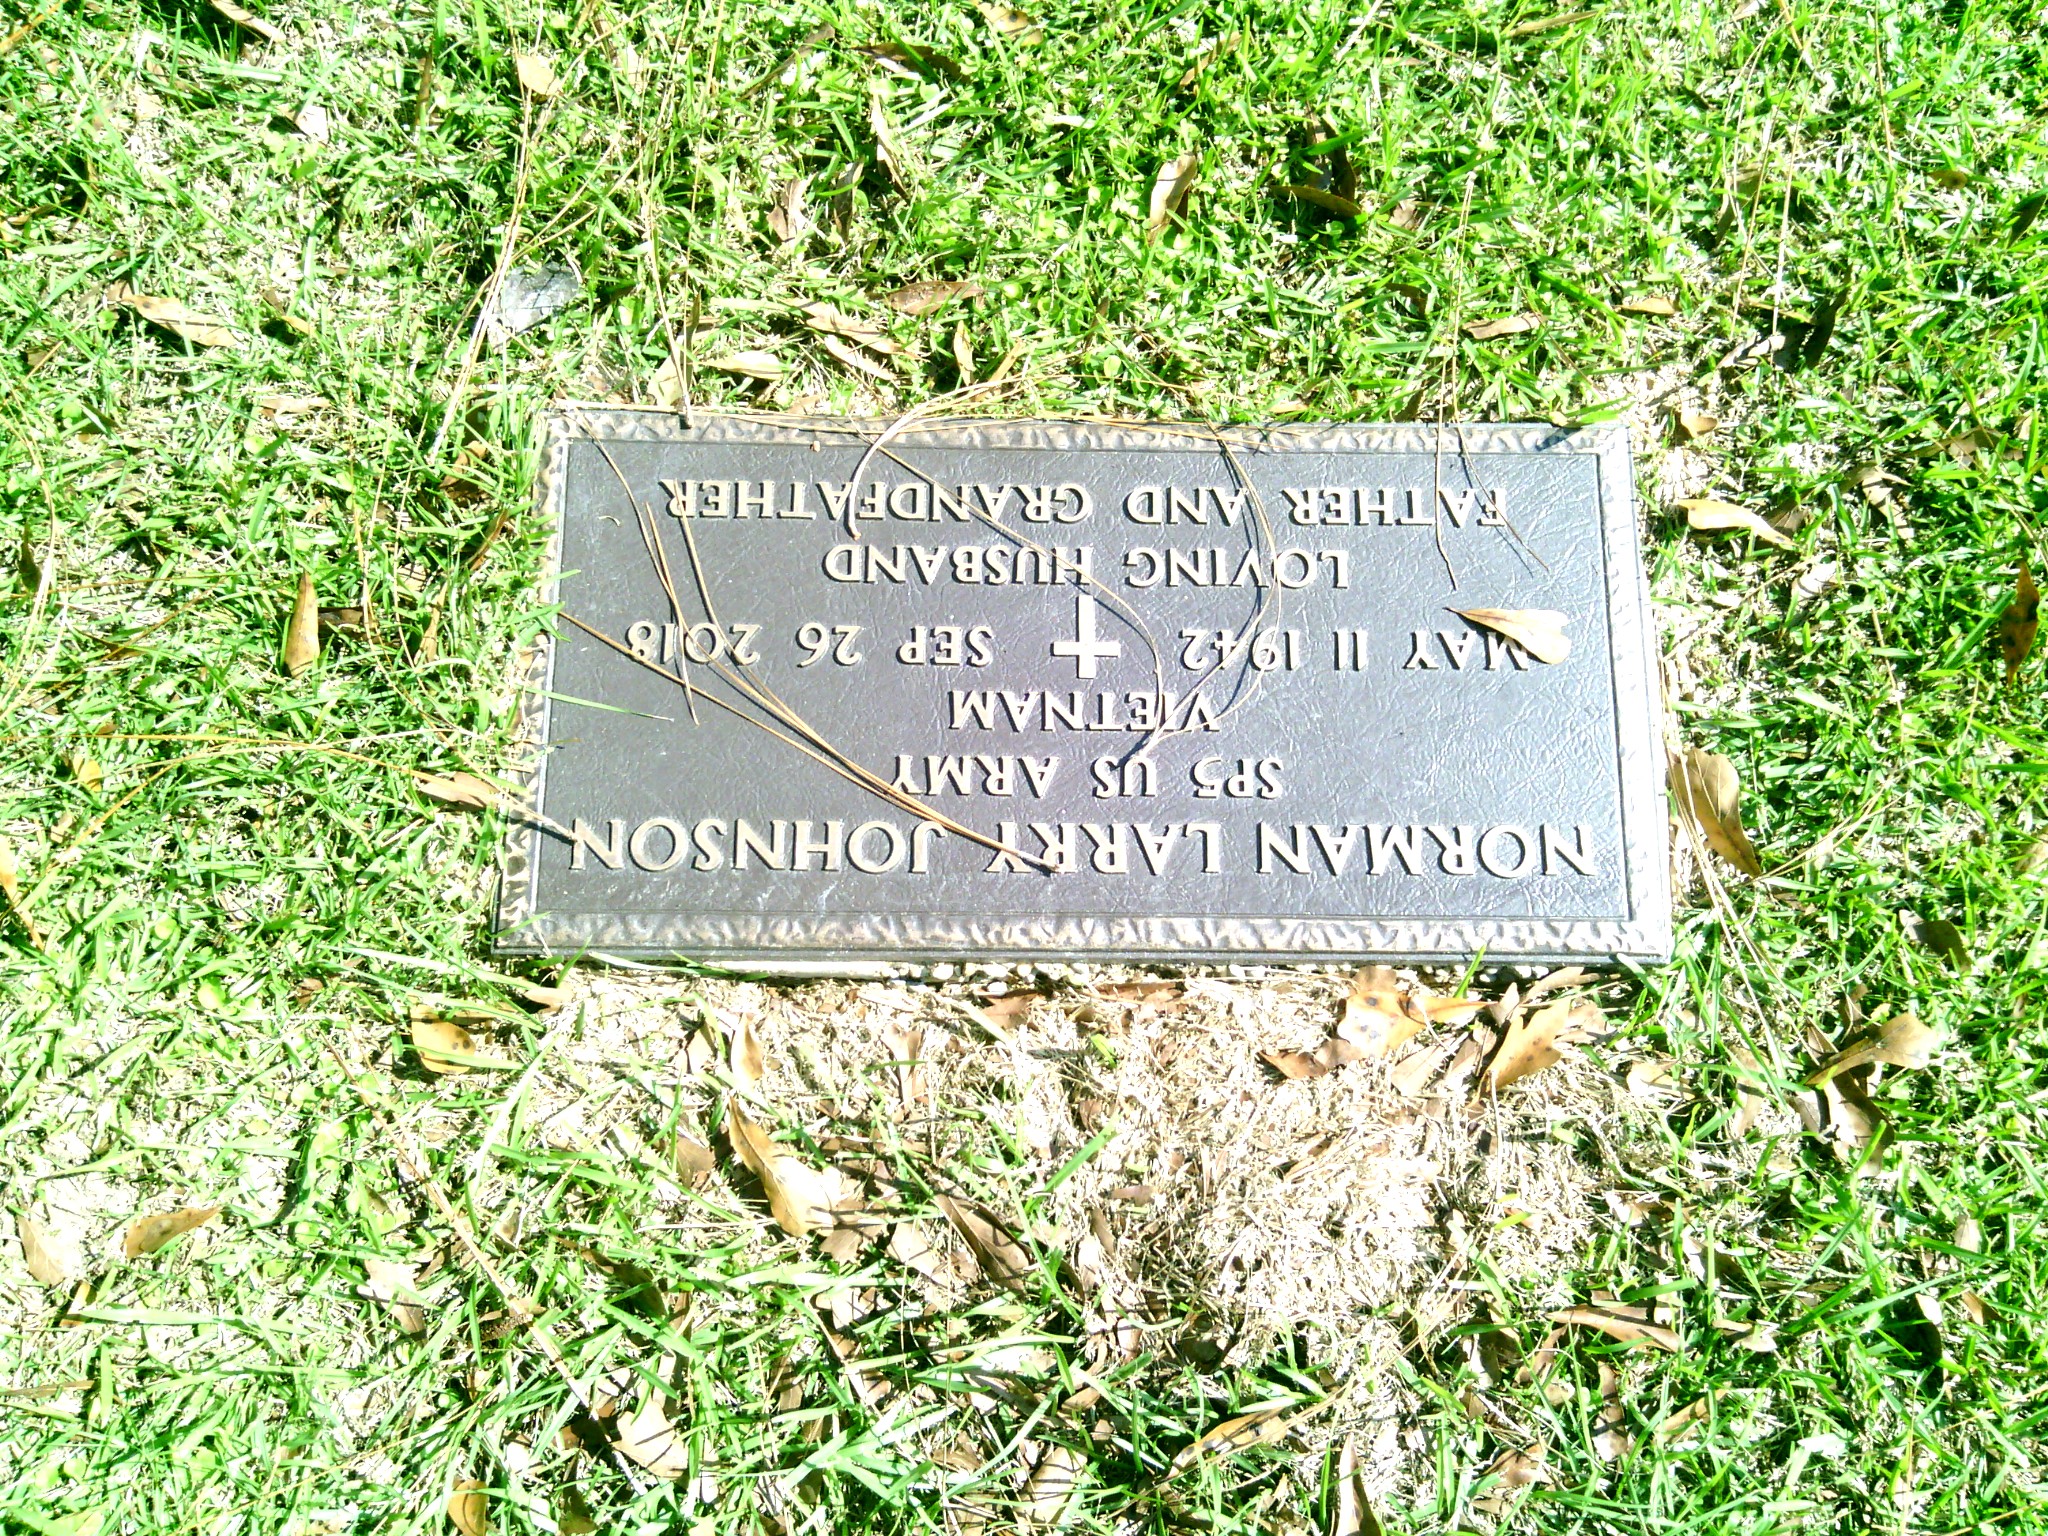 NORMAN LARRY JOHNSON
SP5 US ARMY
VIETNAM
MAY 11 1942 SEP 26 2018
LOVING HUSBAND
FATHER AND GRANDFATHER